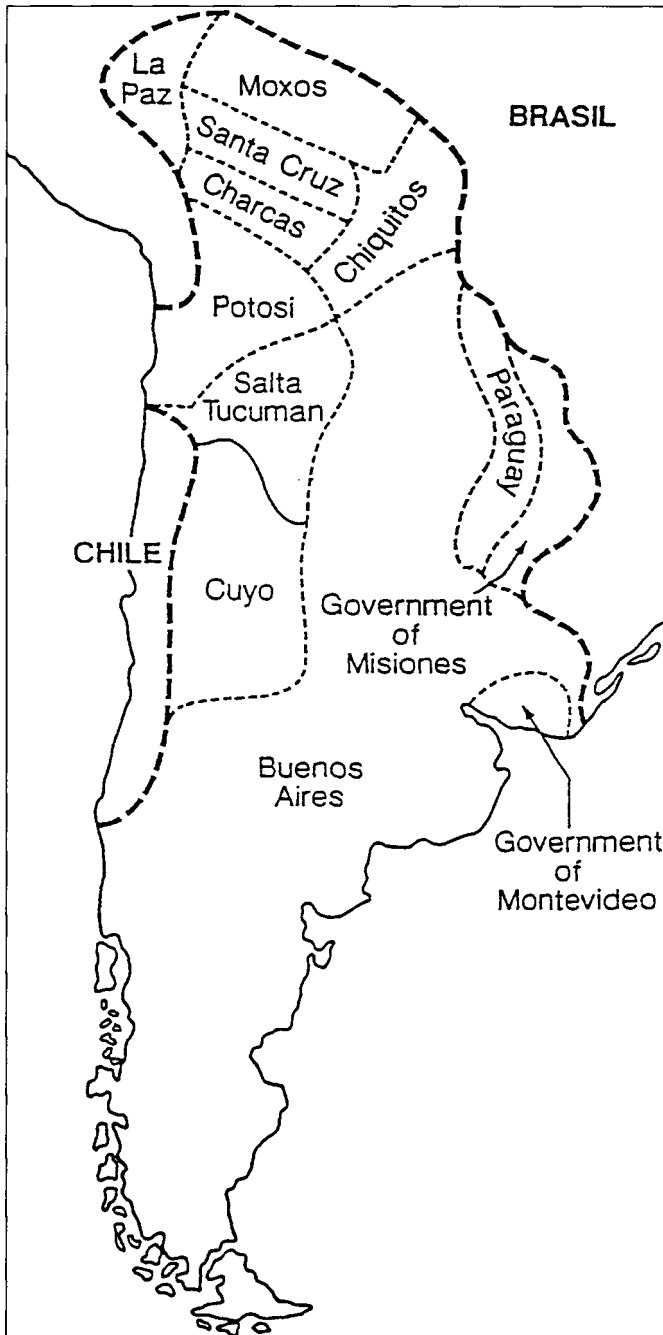 La
Paz
Moxos
BRASIL
Santa Cruz
Charcas
Chiquitos
Potosi
Salta
Tucuman
Paraguay
CHILE
Cuyo
Government
of
Misiones
Buenos
Aires
Government
of
Montevideo